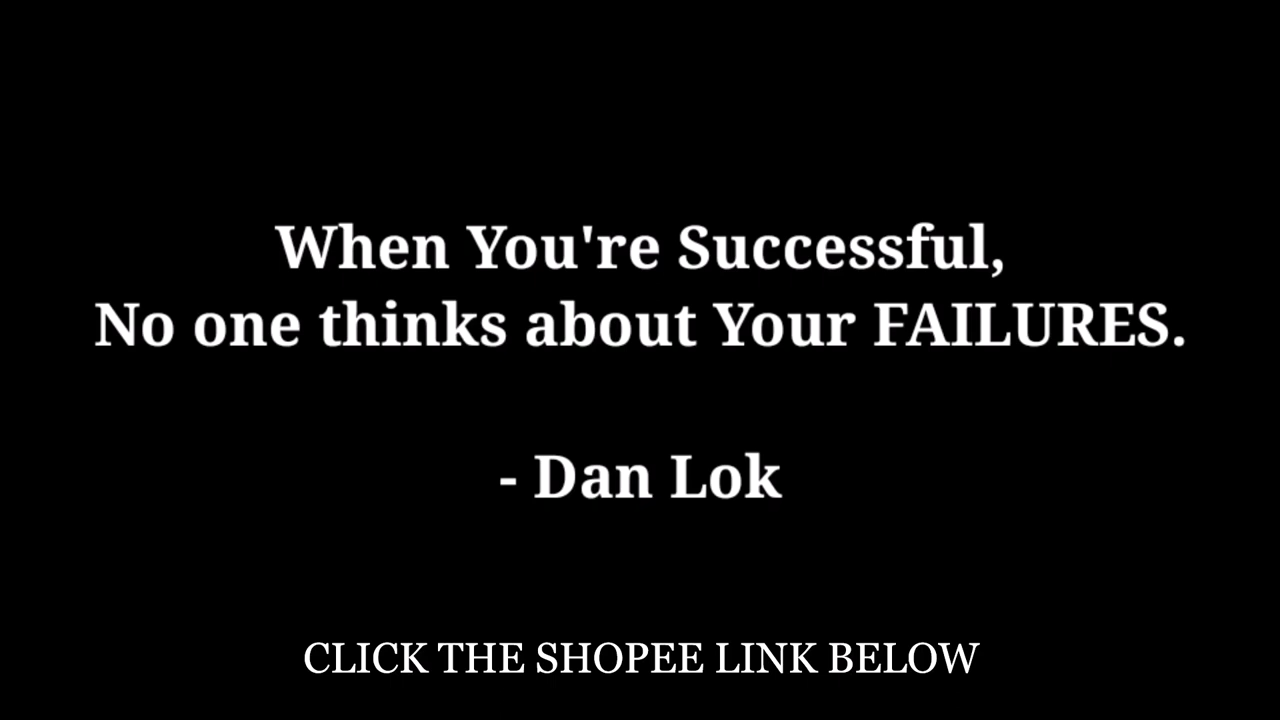 When You're Successful,
No one thinks about Your FAILURES.
- Dan Lok
CLICK THE SHOPEE LINK BELOW